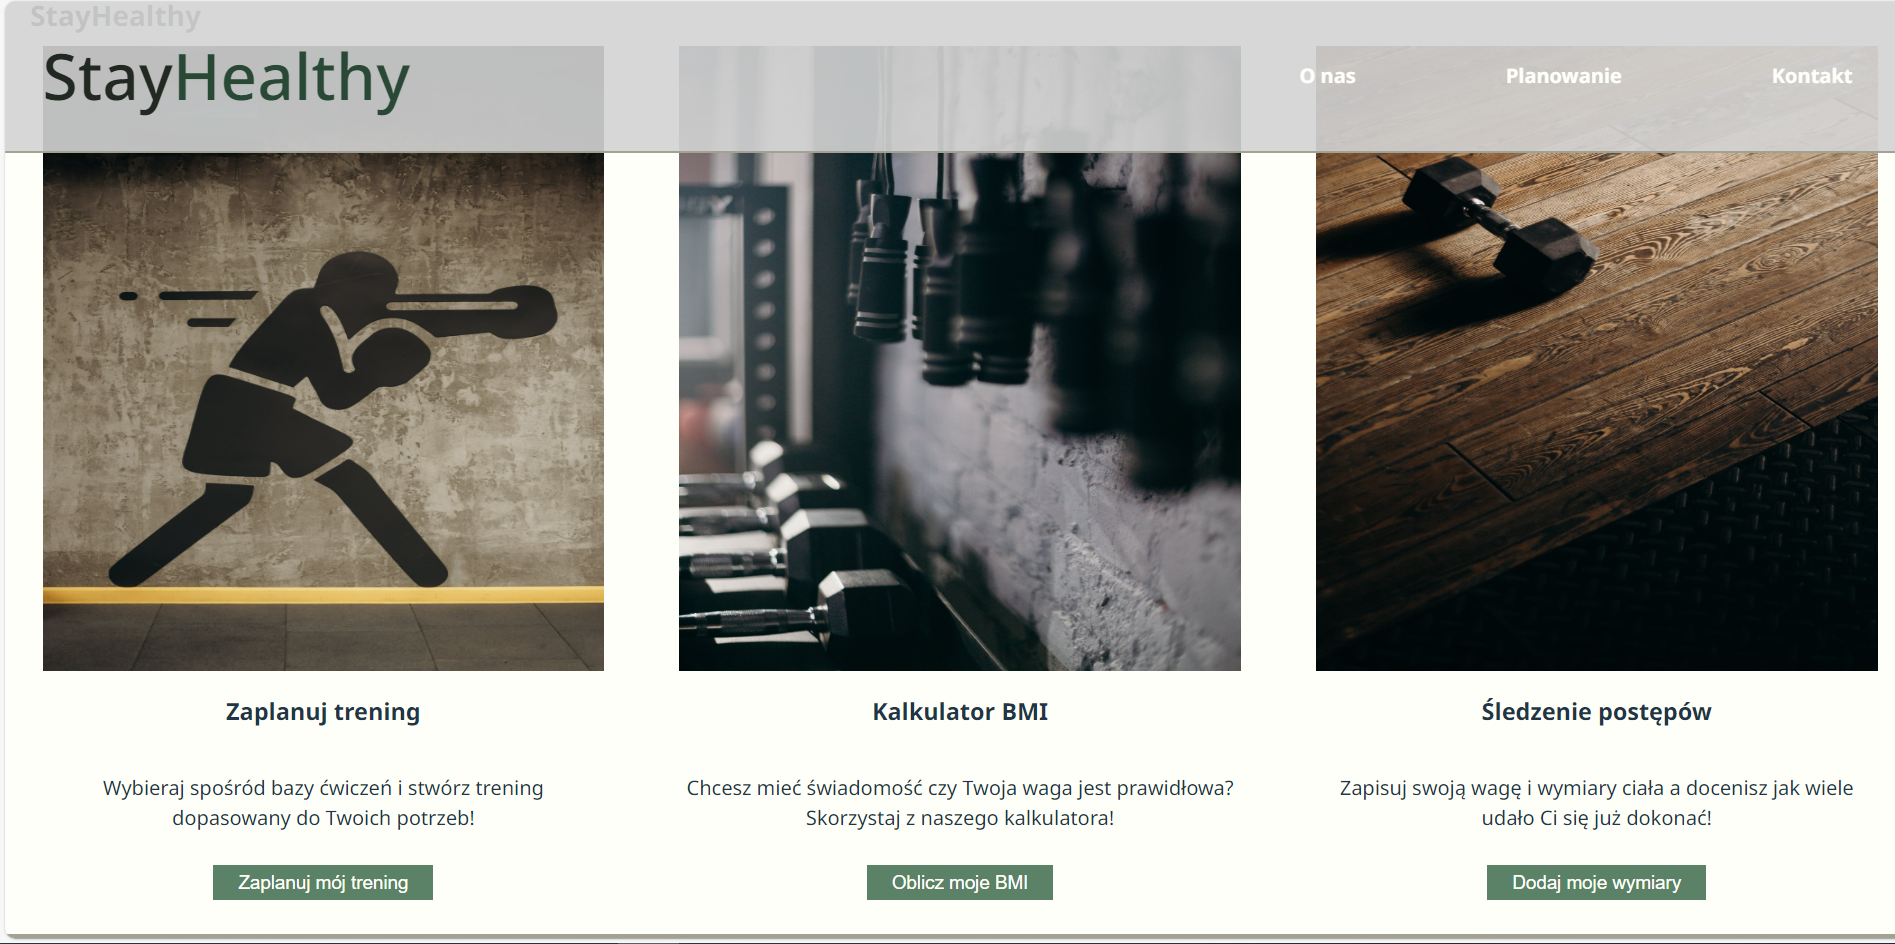 StayHealthy
StayHealthy
O nas
Planowanie
Kontakt
Zaplanuj trening
Wybieraj spośród bazy ćwiczeń i stwórz trening
dopasowany do Twoich potrzeb!
Zaplanuj mój trening
Kalkulator BMI
Chcesz mieć świadomość czy Twoja waga jest prawidłowa?
Skorzystaj z naszego kalkulatora!
Oblicz moje BMI
Śledzenie postępów
Zapisuj swoją wagę i wymiary ciała a docenisz jak wiele
udało Ci się już dokonać!
Dodaj moje wymiary